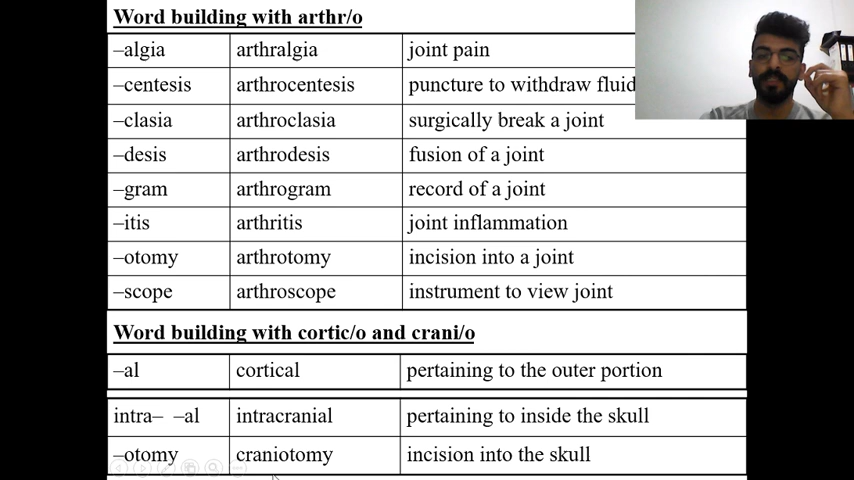 Word building with arthr/o
–algia arthralgia joint pain
–centesis arthrocentesis puncture to withdraw fluid
–clasia arthroclasia surgically break a joint
–desis arthrodesis fusion of a joint
–gram arthrogram record of a joint
–itis arthritis joint inflammation
–otomy arthrotomy incision into a joint
–scope arthroscope instrument to view joint
Word building with cortic/o and crani/o
–al cortical pertaining to the outer portion
intra– –al intracranial pertaining to inside the skull
–otomy craniotomy incision into the skull